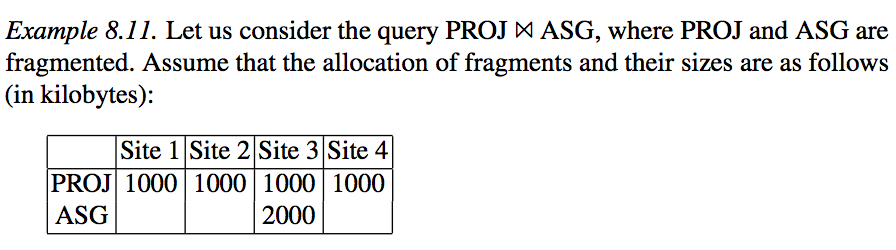 Example 8.11. Let us consider the query PROJ ⋈ ASG, where PROJ and ASG are
fragmented. Assume that the allocation of fragments and their sizes are as follows
(in kilobytes):
Site 1 Site 2 Site 3 Site 4
PROJ 1000 1000 1000 1000
ASG 2000